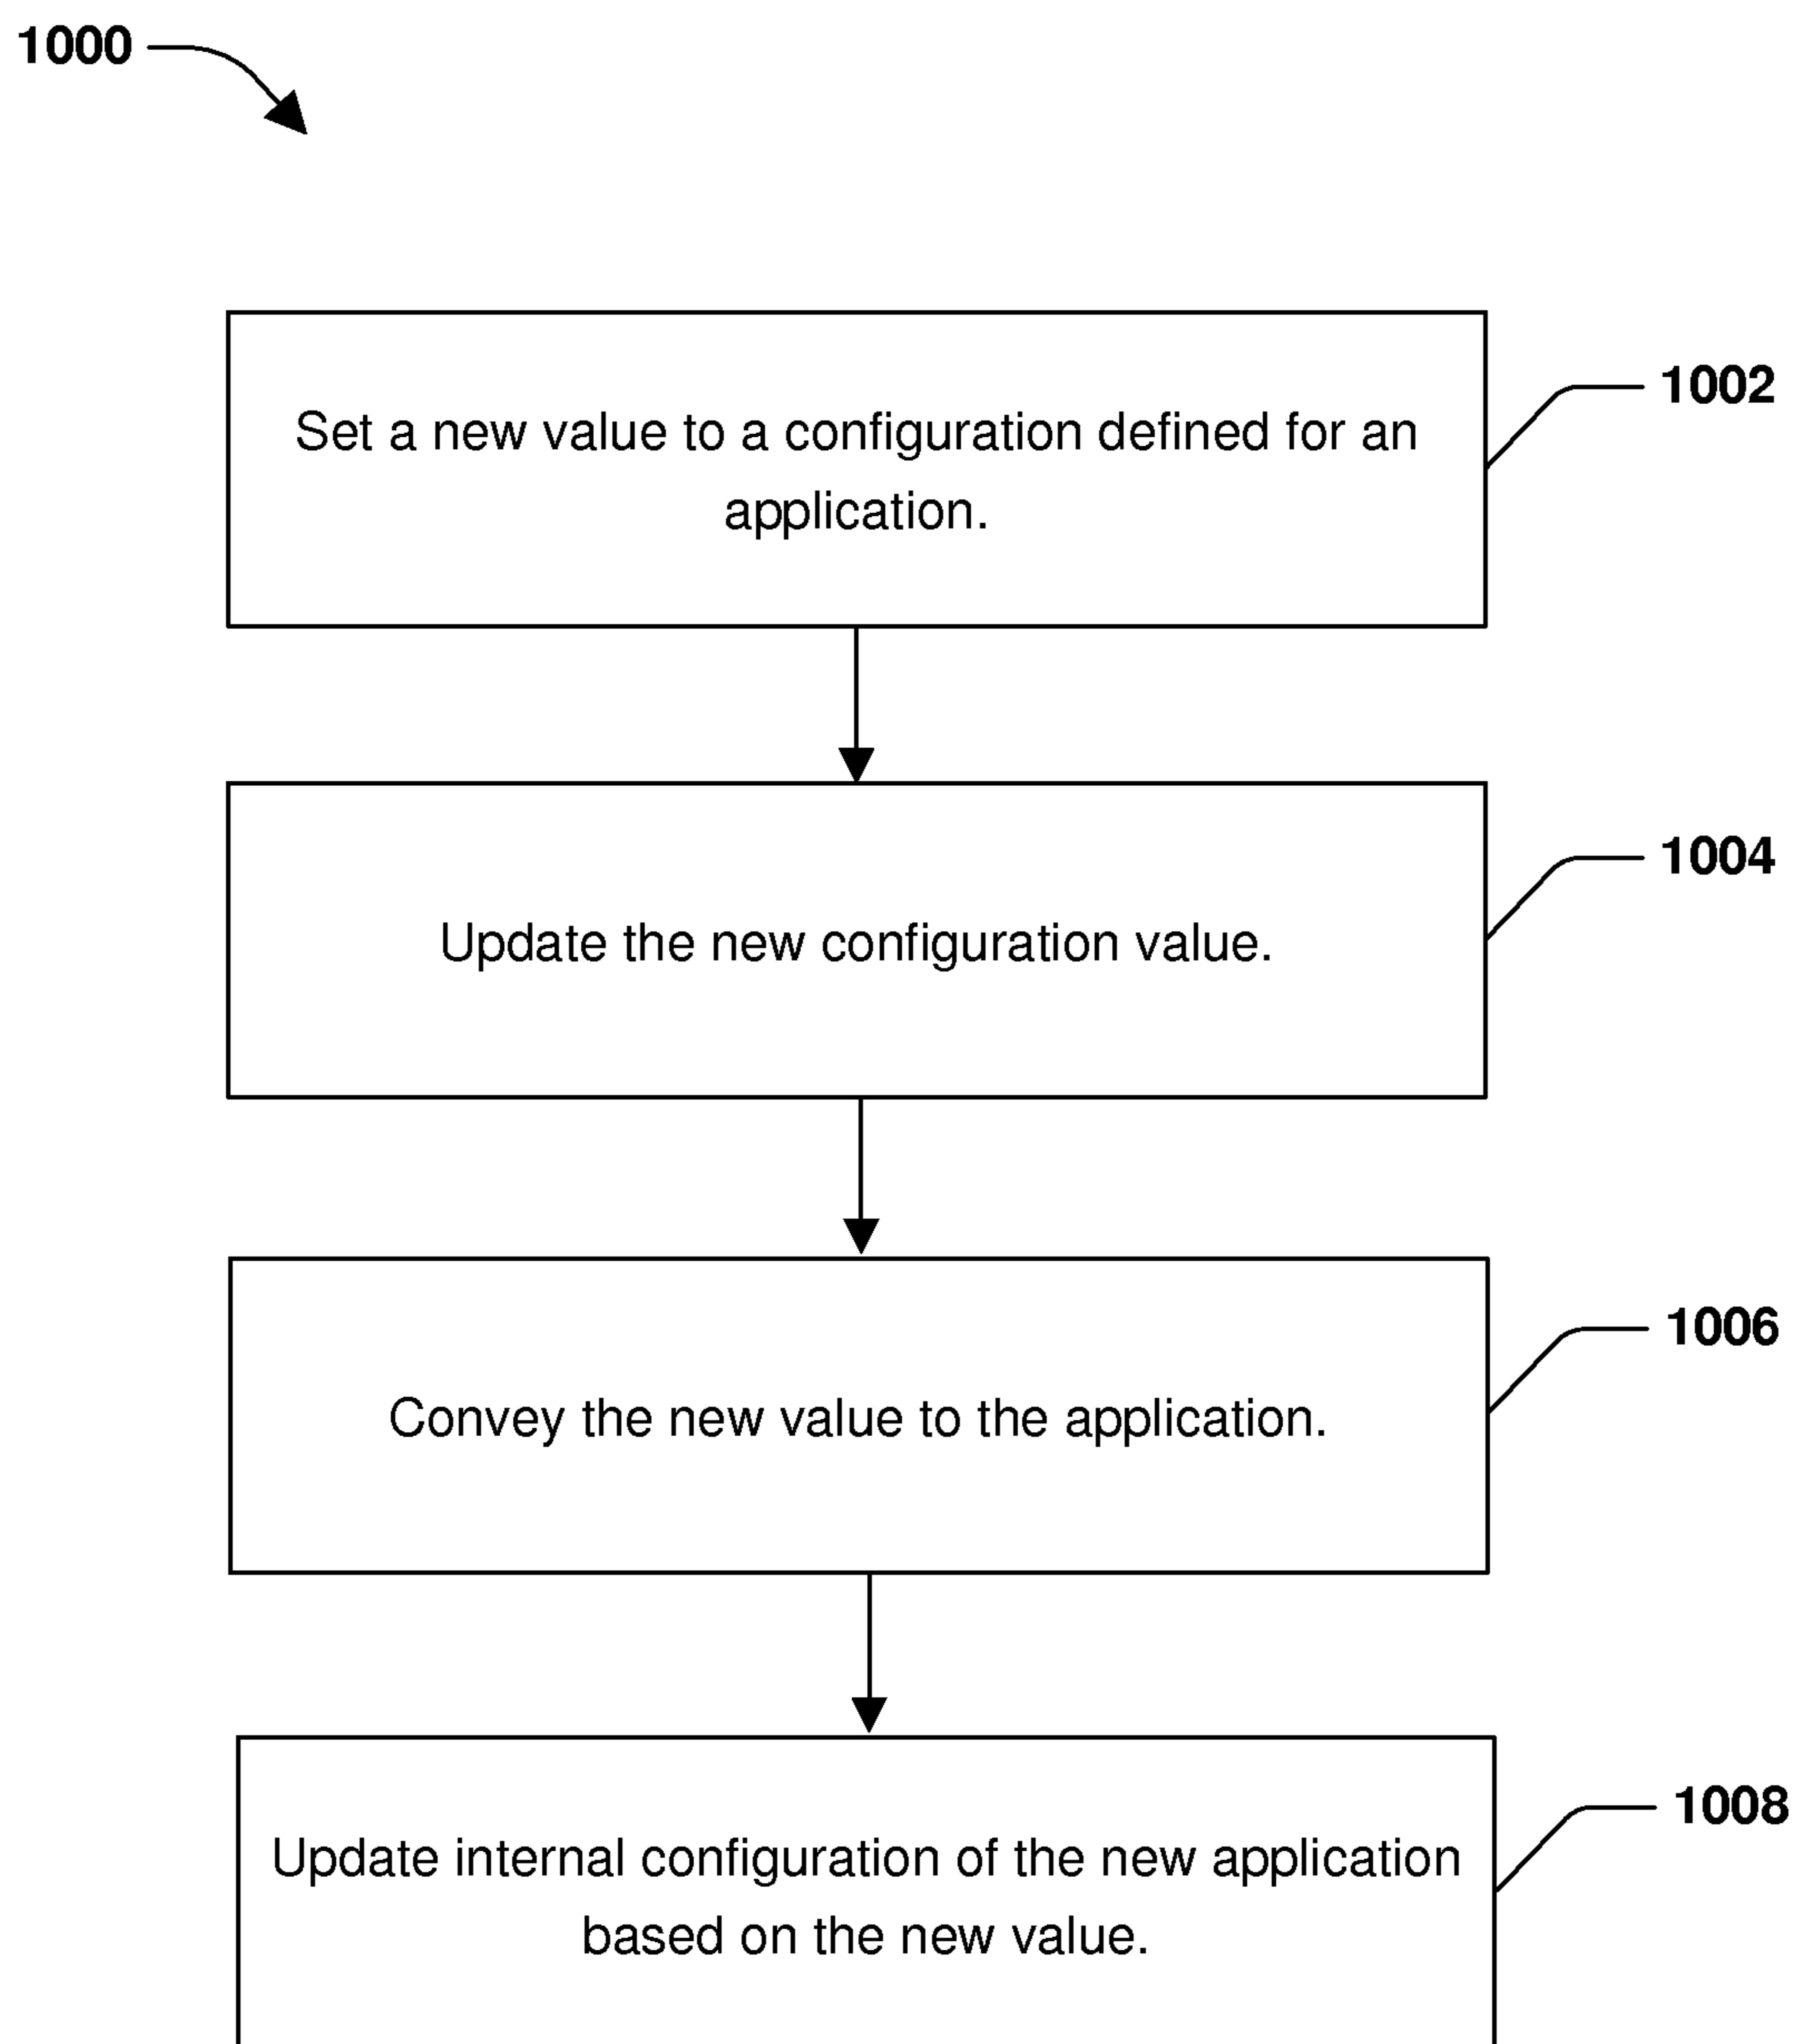 1000
Set a new value to a configuration defined for an
application.
1002
Update the new configuration value.
1004
Convey the new value to the application.
1006
Update internal configuration of the new application
based on the new value.
1008